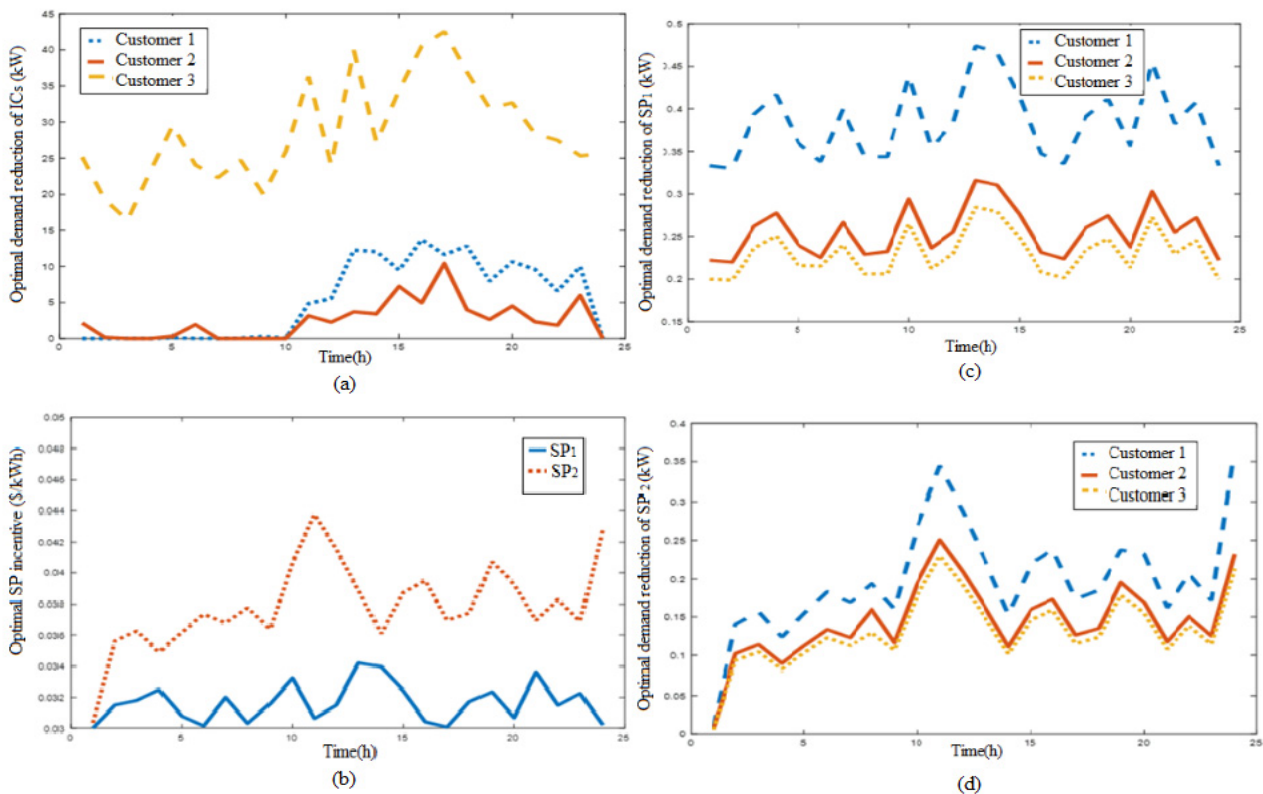 Optimal demand reduction of ICs (kW)
45
40
35
30
25
20
15
10
5
0
Customer 1
Customer 2
Customer 3
0
5
10
15
20
25
Time(h)
(a)
Optimal demand reduction of SP1 (kW)
0.5
0.45
0.4
0.35
0.3
0.25
0.2
0.15
Customer 1
Customer 2
Customer 3
0
5
10
15
20
25
Time(h)
(c)
Optimal SP incentive ($/kWh)
0.05
0.048
0.046
0.044
0.042
0.04
0.038
0.036
0.034
0.032
0.03
SP1
SP2
0
5
10
15
20
25
Time(h)
(b)
Optimal demand reduction of SP'2 (kW)
0.4
0.35
0.3
0.25
0.2
0.15
0.1
0.05
0
Customer 1
Customer 2
Customer 3
0
5
10
15
20
25
Time(h)
(d)